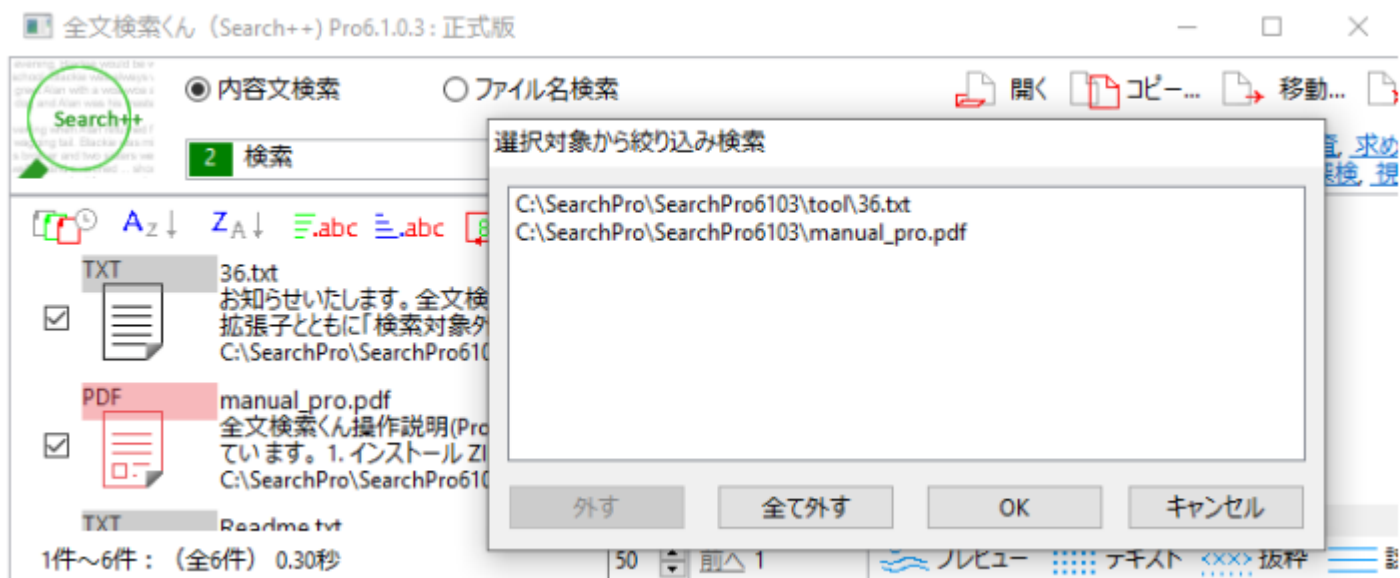 全文検索くん（Search++) Pro6.1.0.3 : 正式版
Search++
内容文検索
ファイル名検索
開く
コピー...
移動...
2 検索
求め
視
選択対象から絞り込み検索
C:\SearchPro\SearchPro6103\tool\36.txt
C:\SearchPro\SearchPro6103\manual_pro.pdf
外す
全て外す
OK
キャンセル
AZ↓
ZA↓
.abc
.abc
TXT
36.txt
お知らせいたします。全文検
拡張子とともに「検索対象外
C:\SearchPro\SearchPro610
PDF
manual_pro.pdf
全文検索くん操作説明(Pro
ています。1. インストール ZI
C:\SearchPro\SearchPro610
TXT
Readme.txt
1件～6件： （全6件） 0.30秒
50
前へ 1
プレビュー
テキスト
<××> 抜粋